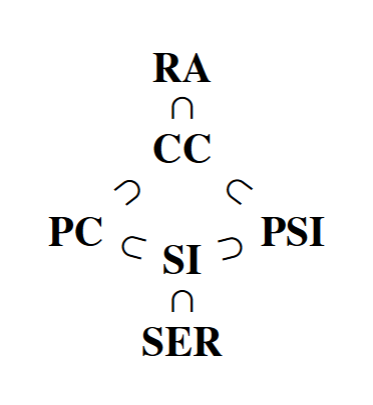 RA
∩
CC
⊃ ⊂
PC ⊂ SI ⊃ PSI
∩
SER